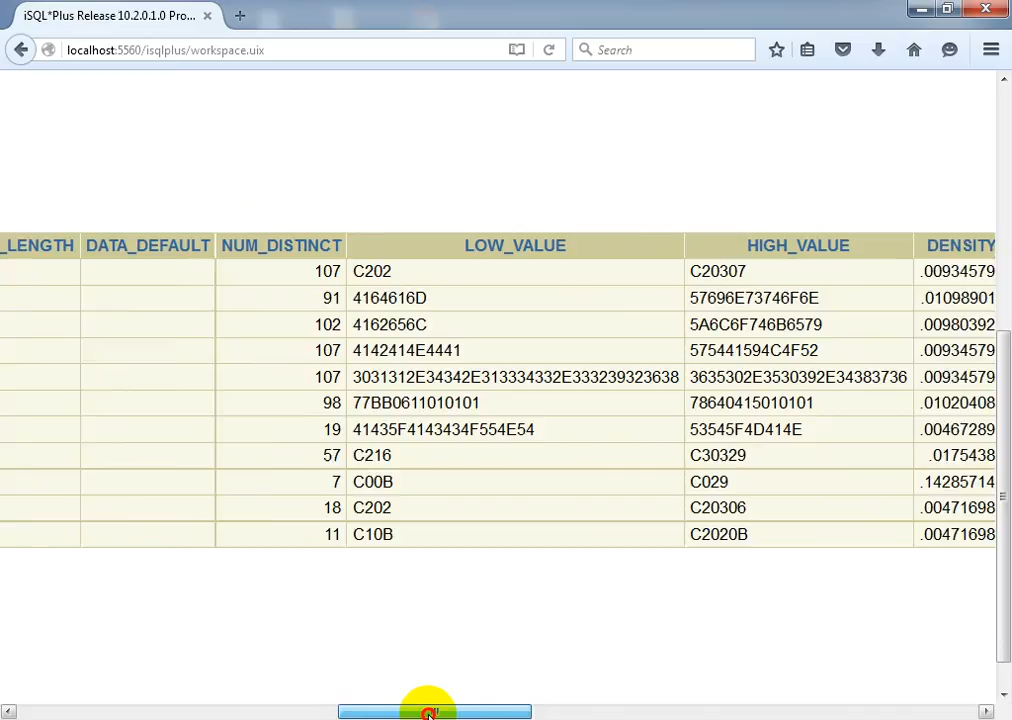 iSQL*Plus Release 10.2.0.1.0 Pro...
localhost:5560/isqlplus/workspace.uix
Search
_LENGTH DATA_DEFAULT NUM_DISTINCT LOW_VALUE HIGH_VALUE DENSITY
107 C202 C20307 .00934579
91 4164616D 57696E73746F6E .01098901
102 4162656C 5A6C6F746B6579 .00980392
107 4142414E4441 575441594C4F52 .00934579
107 3031312E34342E313334332E333239323638 3635302E3530392E34383736 .00934579
98 77BB0611010101 78640415010101 .01020408
19 41435F4143434F554E54 53545F4D414E .00467289
57 C216 C30329 .0175438
7 C00B C029 .14285714
18 C202 C20306 .00471698
11 C10B C2020B .00471698